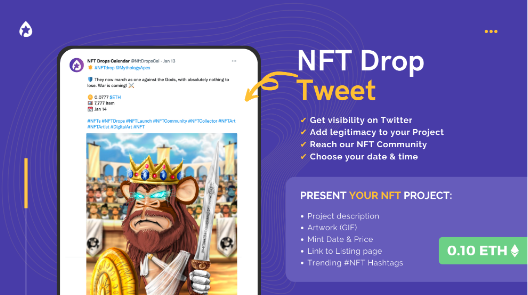 NFT Drops Calendar @NftDropsCal · Jan 13
#NFTdrop @MythologyApes
They now march as one against the Gods, with absolutely nothing to
lose. War is coming!
0.0777 $ETH
7777 Item
Jan 14
#NFTs #NFTDrops #NFTLaunch #NFTCommunity #NFTCollector #NFTArt
#NFTArtist #DigitalArt #NFT
NFT Drop
Tweet
✓ Get visibility on Twitter
✓ Add legitimacy to your Project
✓ Reach our NFT Community
✓ Choose your date & time
PRESENT YOUR NFT PROJECT:
• Project description
• Artwork (GIF)
• Mint Date & Price
• Link to Listing page
• Trending #NFT Hashtags
0.10 ETH